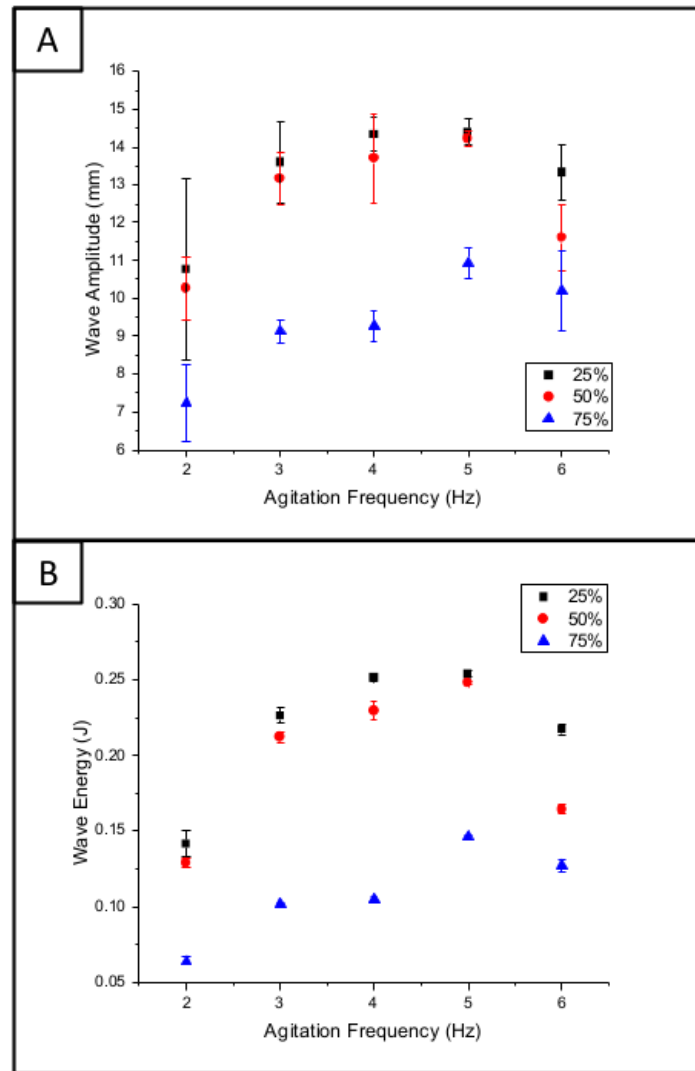 A
Wave Amplitude (mm)
16
15
14
13
12
11
10
9
8
7
6
2 3 4 5 6
Agitation Frequency (Hz)
25%
50%
75%
B
Wave Energy (J)
0.30
0.25
0.20
0.15
0.10
0.05
2 3 4 5 6
Agitation Frequency (Hz)
25%
50%
75%